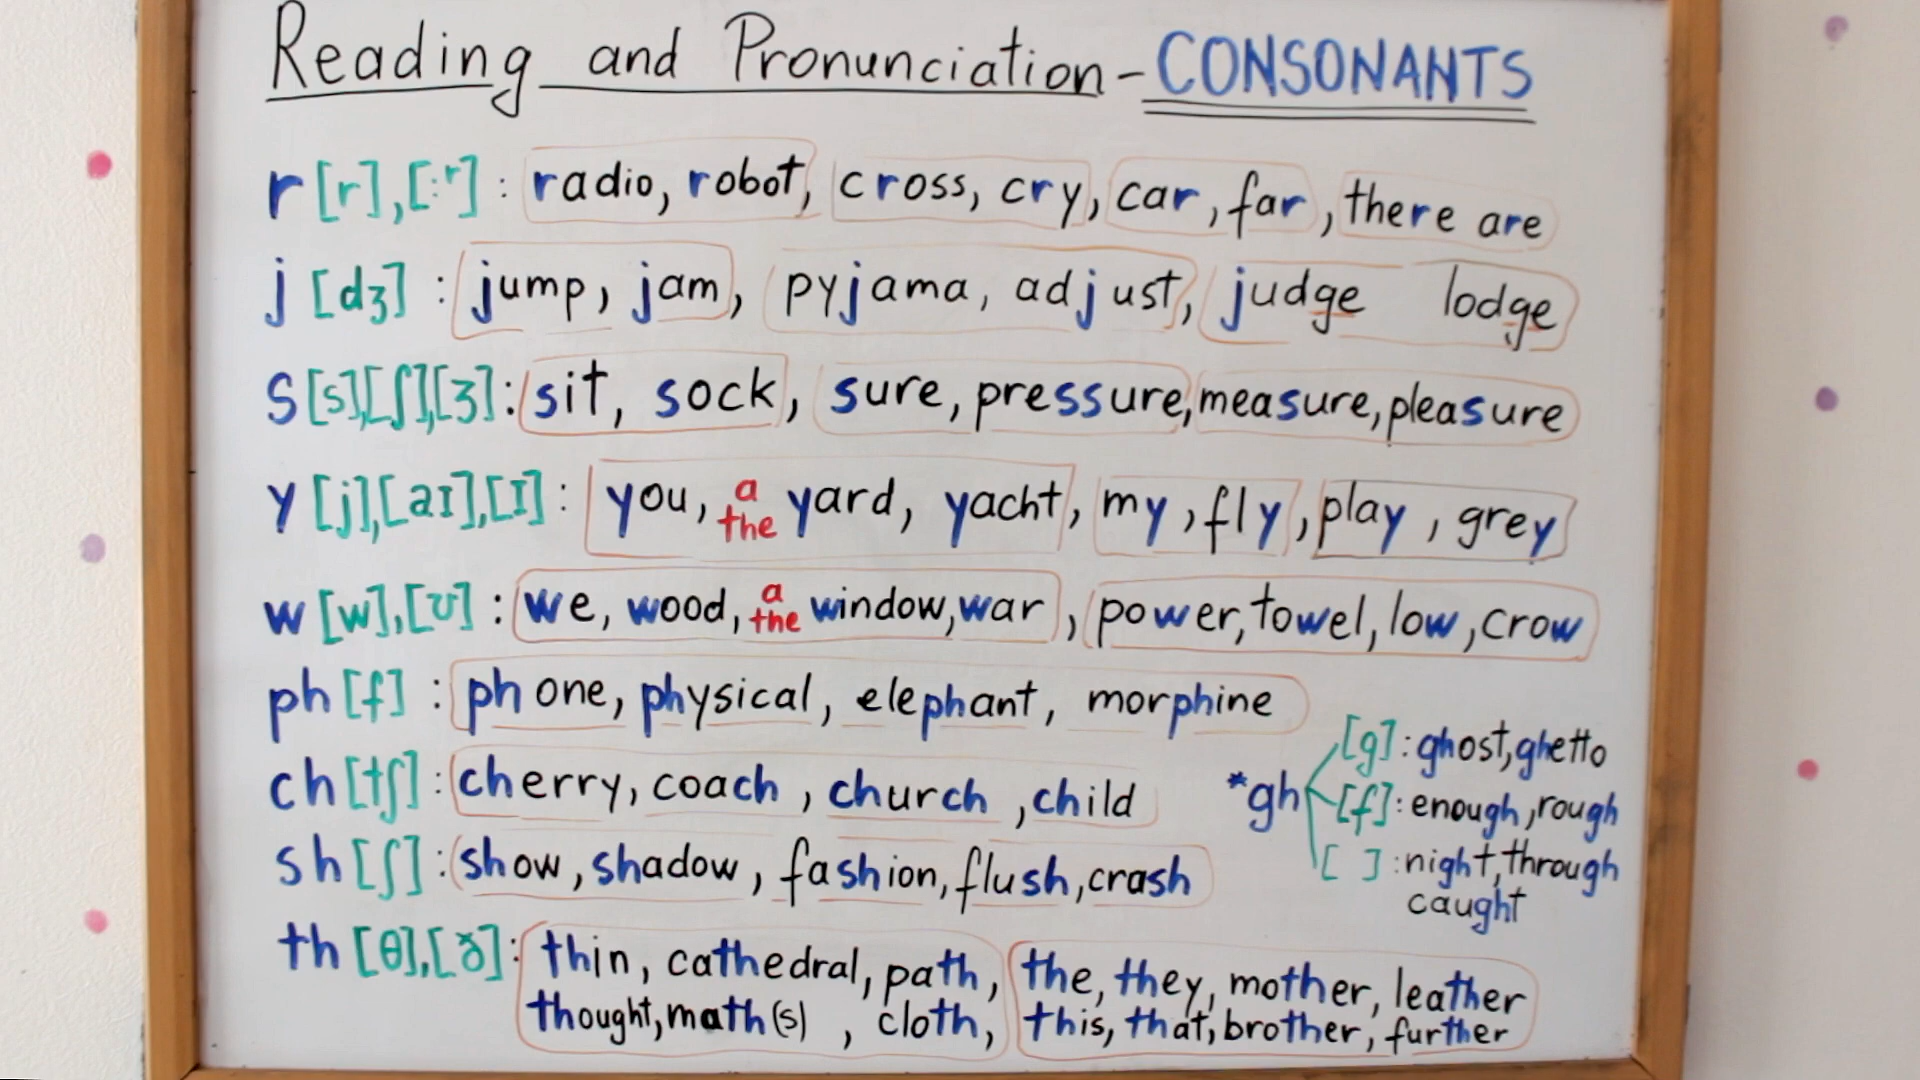 Reading and Pronunciation - CONSONANTS
r [r], [:ʳ] : radio, robot, cross, cry, car, far, there are
j [dʒ] : jump, jam, pyjama, adjust, judge lodge
s [s], [ʃ], [ʒ] : sit, sock, sure, pressure, measure, pleasure
y [j], [aɪ], [ɪ] : you, a the yard, yacht, my, fly, play, grey
w [w], [ʊ] : we, wood, a the window, war, power, towel, low, crow
ph [f] : phone, physical, elephant, morphine
ch [tʃ] : cherry, coach, church, child
sh [ʃ] : show, shadow, fashion, flush, crash
*gh
[g] : ghost, ghetto
[f] : enough, rough
[ ] : night, through
caught
th [θ], [ð] : thin, cathedral, path, the, they, mother, leather
thought, math(s), cloth, this, that, brother, further